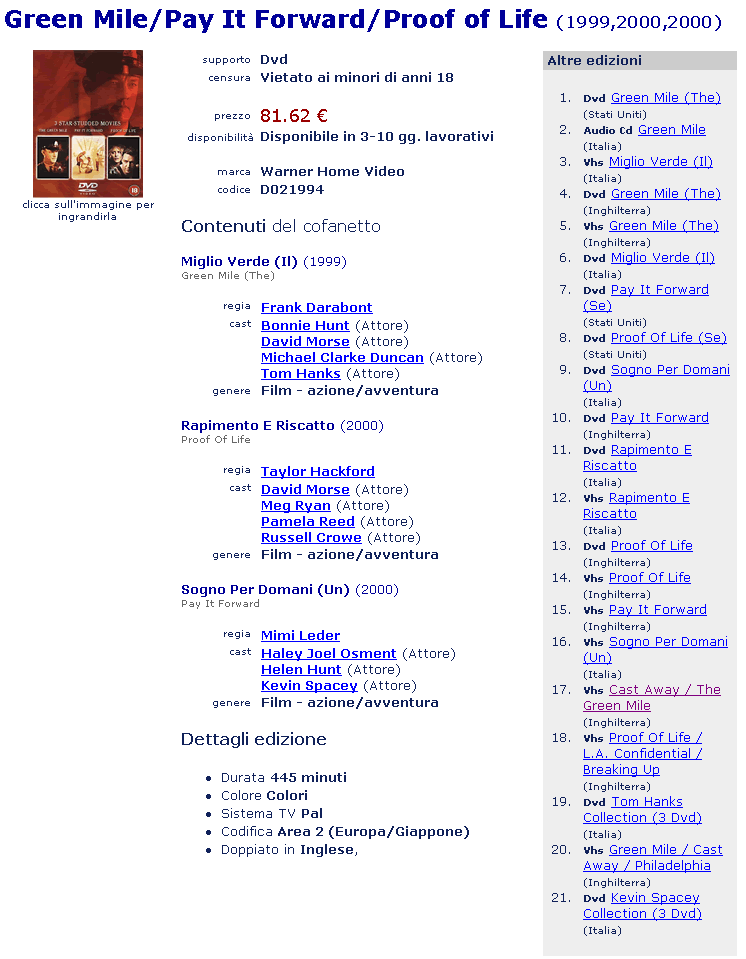 Green Mile/Pay It Forward/Proof of Life (1999,2000,2000)
3 STAR-STUDDED MOVIES
THE GREEN MILE PAY IT FORWARD PROOF OF LIFE
DVD
18
clicca sull'immagine per
ingrandirla
supporto Dvd
censura Vietato ai minori di anni 18
prezzo 81.62 €
disponibilità Disponibile in 3-10 gg. lavorativi
marca Warner Home Video
codice D021994
Contenuti del cofanetto
Miglio Verde (Il) (1999)
Green Mile (The)
regia Frank Darabont
cast Bonnie Hunt (Attore)
David Morse (Attore)
Michael Clarke Duncan (Attore)
Tom Hanks (Attore)
genere Film - azione/avventura
Rapimento E Riscatto (2000)
Proof Of Life
regia Taylor Hackford
cast David Morse (Attore)
Meg Ryan (Attore)
Pamela Reed (Attore)
Russell Crowe (Attore)
genere Film - azione/avventura
Sogno Per Domani (Un) (2000)
Pay It Forward
regia Mimi Leder
cast Haley Joel Osment (Attore)
Helen Hunt (Attore)
Kevin Spacey (Attore)
genere Film - azione/avventura
Dettagli edizione
• Durata 445 minuti
• Colore Colori
• Sistema TV Pal
• Codifica Area 2 (Europa/Giappone)
• Doppiato in Inglese,
Altre edizioni
1. Dvd Green Mile (The)
(Stati Uniti)
2. Audio Cd Green Mile
(Italia)
3. Vhs Miglio Verde (Il)
(Italia)
4. Dvd Green Mile (The)
(Inghilterra)
5. Vhs Green Mile (The)
(Inghilterra)
6. Dvd Miglio Verde (Il)
(Italia)
7. Dvd Pay It Forward
(Se)
(Stati Uniti)
8. Dvd Proof Of Life (Se)
(Stati Uniti)
9. Dvd Sogno Per Domani
(Un)
(Italia)
10. Dvd Pay It Forward
(Inghilterra)
11. Dvd Rapimento E
Riscatto
(Italia)
12. Vhs Rapimento E
Riscatto
(Italia)
13. Dvd Proof Of Life
(Inghilterra)
14. Vhs Proof Of Life
(Inghilterra)
15. Vhs Pay It Forward
(Inghilterra)
16. Vhs Sogno Per Domani
(Un)
(Italia)
17. Vhs Cast Away / The
Green Mile
(Inghilterra)
18. Vhs Proof Of Life /
L.A. Confidential /
Breaking Up
(Inghilterra)
19. Dvd Tom Hanks
Collection (3 Dvd)
(Italia)
20. Vhs Green Mile / Cast
Away / Philadelphia
(Inghilterra)
21. Dvd Kevin Spacey
Collection (3 Dvd)
(Italia)